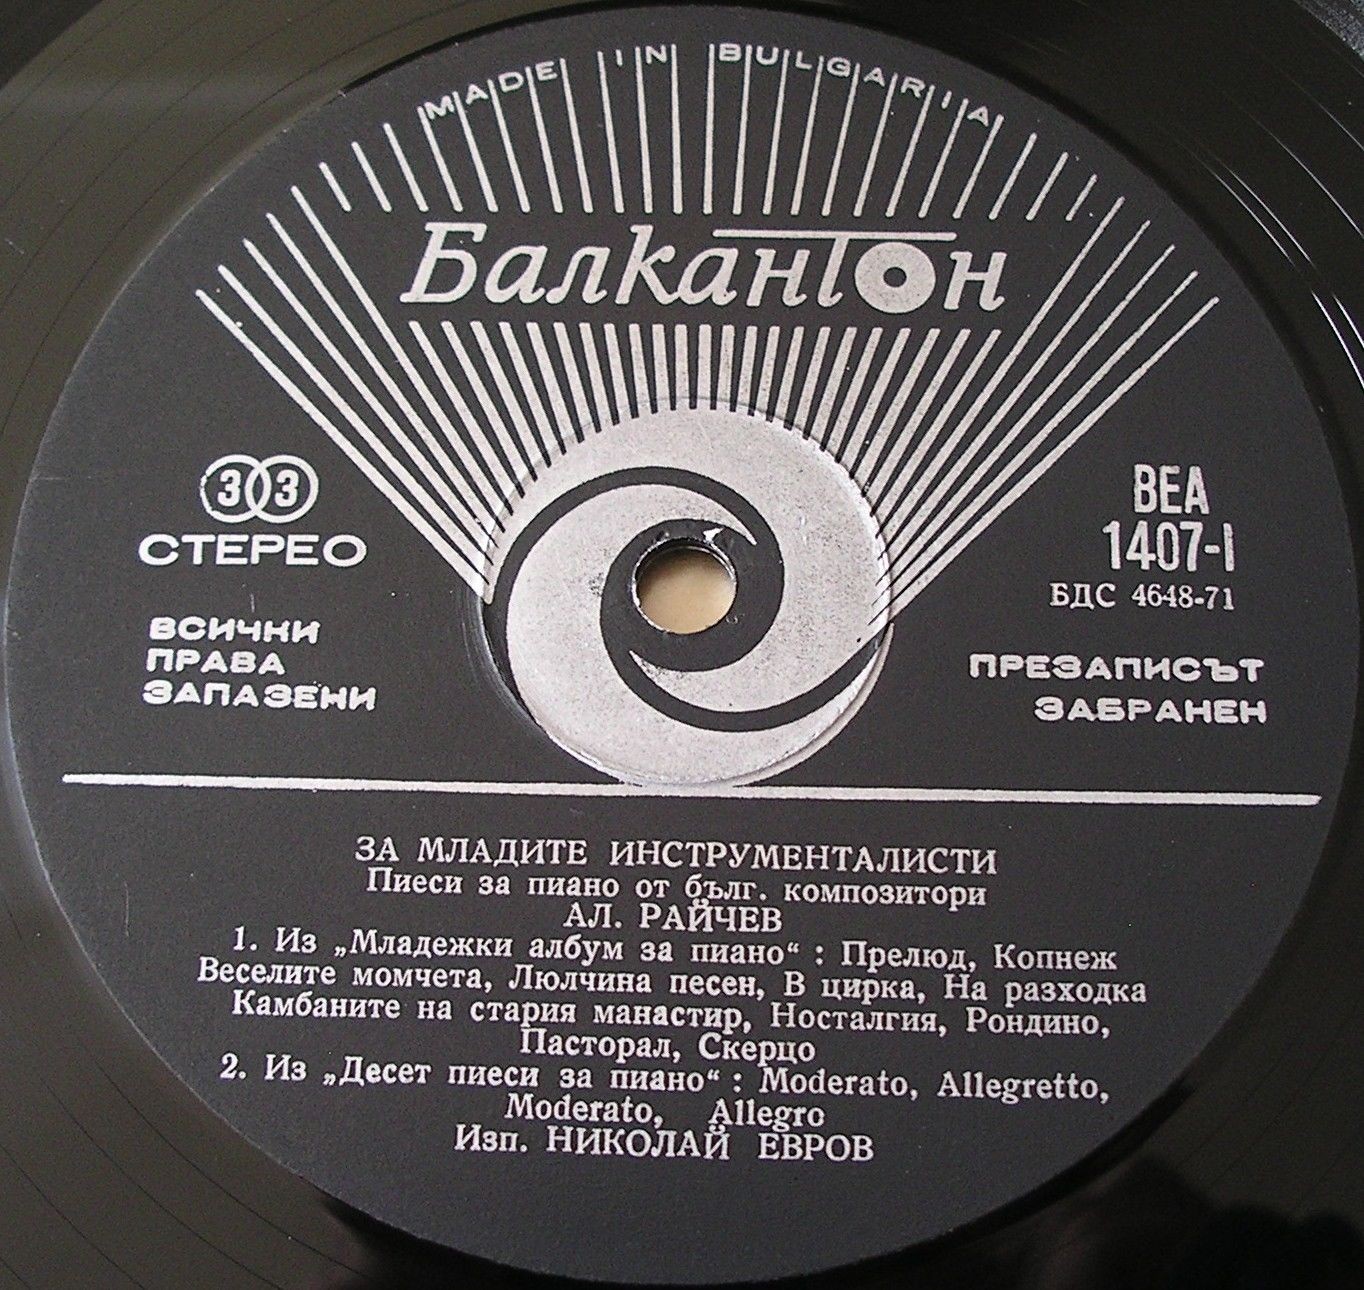 MADE IN BULGARIA
Балкантон
33
СТЕРЕО
ВСИЧКИ
ПРАВА
ЗАПАЗЕНИ
ВЕА
1407-I
БДС 4648-71
ПРЕЗАПИСЪТ
ЗАБРАНЕН
ЗА МЛАДИТЕ ИНСТРУМЕНТАЛИСТИ
Пиеси за пиано от бълг. композитори
АЛ. РАЙЧЕВ
1. Из „Младежки албум за пиано“ : Прелюд, Копнеж
Веселите момчета, Люлчина песен, В цирка, На разходка
Камбаните на стария манастир, Носталгия, Рондино,
Пасторал, Скерцо
2. Из „Десет пиеси за пиано“ : Moderato, Allegretto,
Moderato, Allegro
Изп. НИКОЛАЙ ЕВРОВ